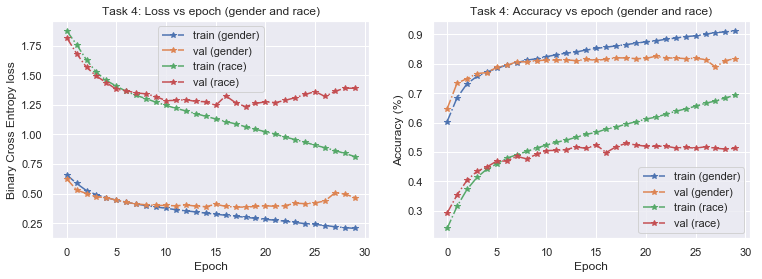 Task 4: Loss vs epoch (gender and race)
Binary Cross Entropy loss
1.75
1.50
1.25
1.00
0.75
0.50
0.25
train (gender)
val (gender)
train (race)
val (race)
0 5 10 15 20 25 30
Epoch
Task 4: Accuracy vs epoch (gender and race)
Accuracy (%)
0.9
0.8
0.7
0.6
0.5
0.4
0.3
train (gender)
val (gender)
train (race)
val (race)
0 5 10 15 20 25 30
Epoch